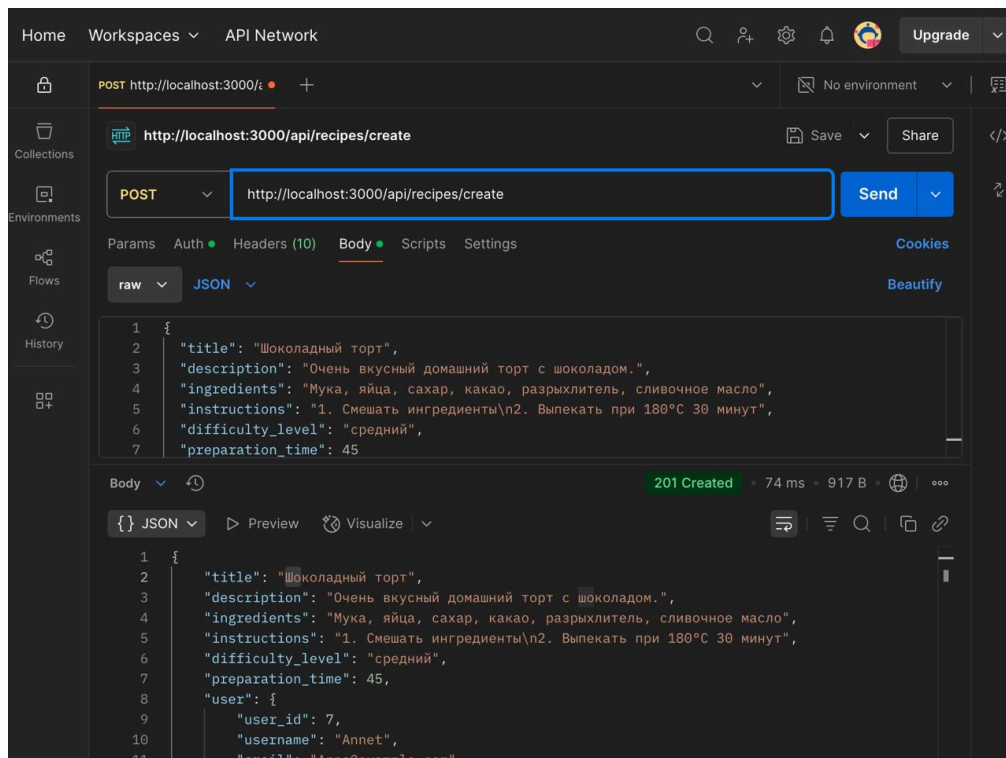 Home Workspaces API Network Upgrade
POST http://localhost:3000/a No environment
HTTP http://localhost:3000/api/recipes/create Save Share
Collections
POST http://localhost:3000/api/recipes/create Send
Environments
Params Auth Headers (10) Body Scripts Settings Cookies
Flows
raw JSON Beautify
History
1 {
2 "title": "Шоколадный торт",
3 "description": "Очень вкусный домашний торт с шоколадом.",
4 "ingredients": "Мука, яйца, сахар, какао, разрыхлитель, сливочное масло",
5 "instructions": "1. Смешать ингредиенты\n2. Выпекать при 180°C 30 минут",
6 "difficulty_level": "средний",
7 "preparation_time": 45
Body 201 Created 74 ms 917 B
{} JSON Preview Visualize
1 {
2 "title": "Шоколадный торт",
3 "description": "Очень вкусный домашний торт с шоколадом.",
4 "ingredients": "Мука, яйца, сахар, какао, разрыхлитель, сливочное масло",
5 "instructions": "1. Смешать ингредиенты\n2. Выпекать при 180°C 30 минут",
6 "difficulty_level": "средний",
7 "preparation_time": 45,
8 "user": {
9 "user_id": 7,
10 "username": "Annet",